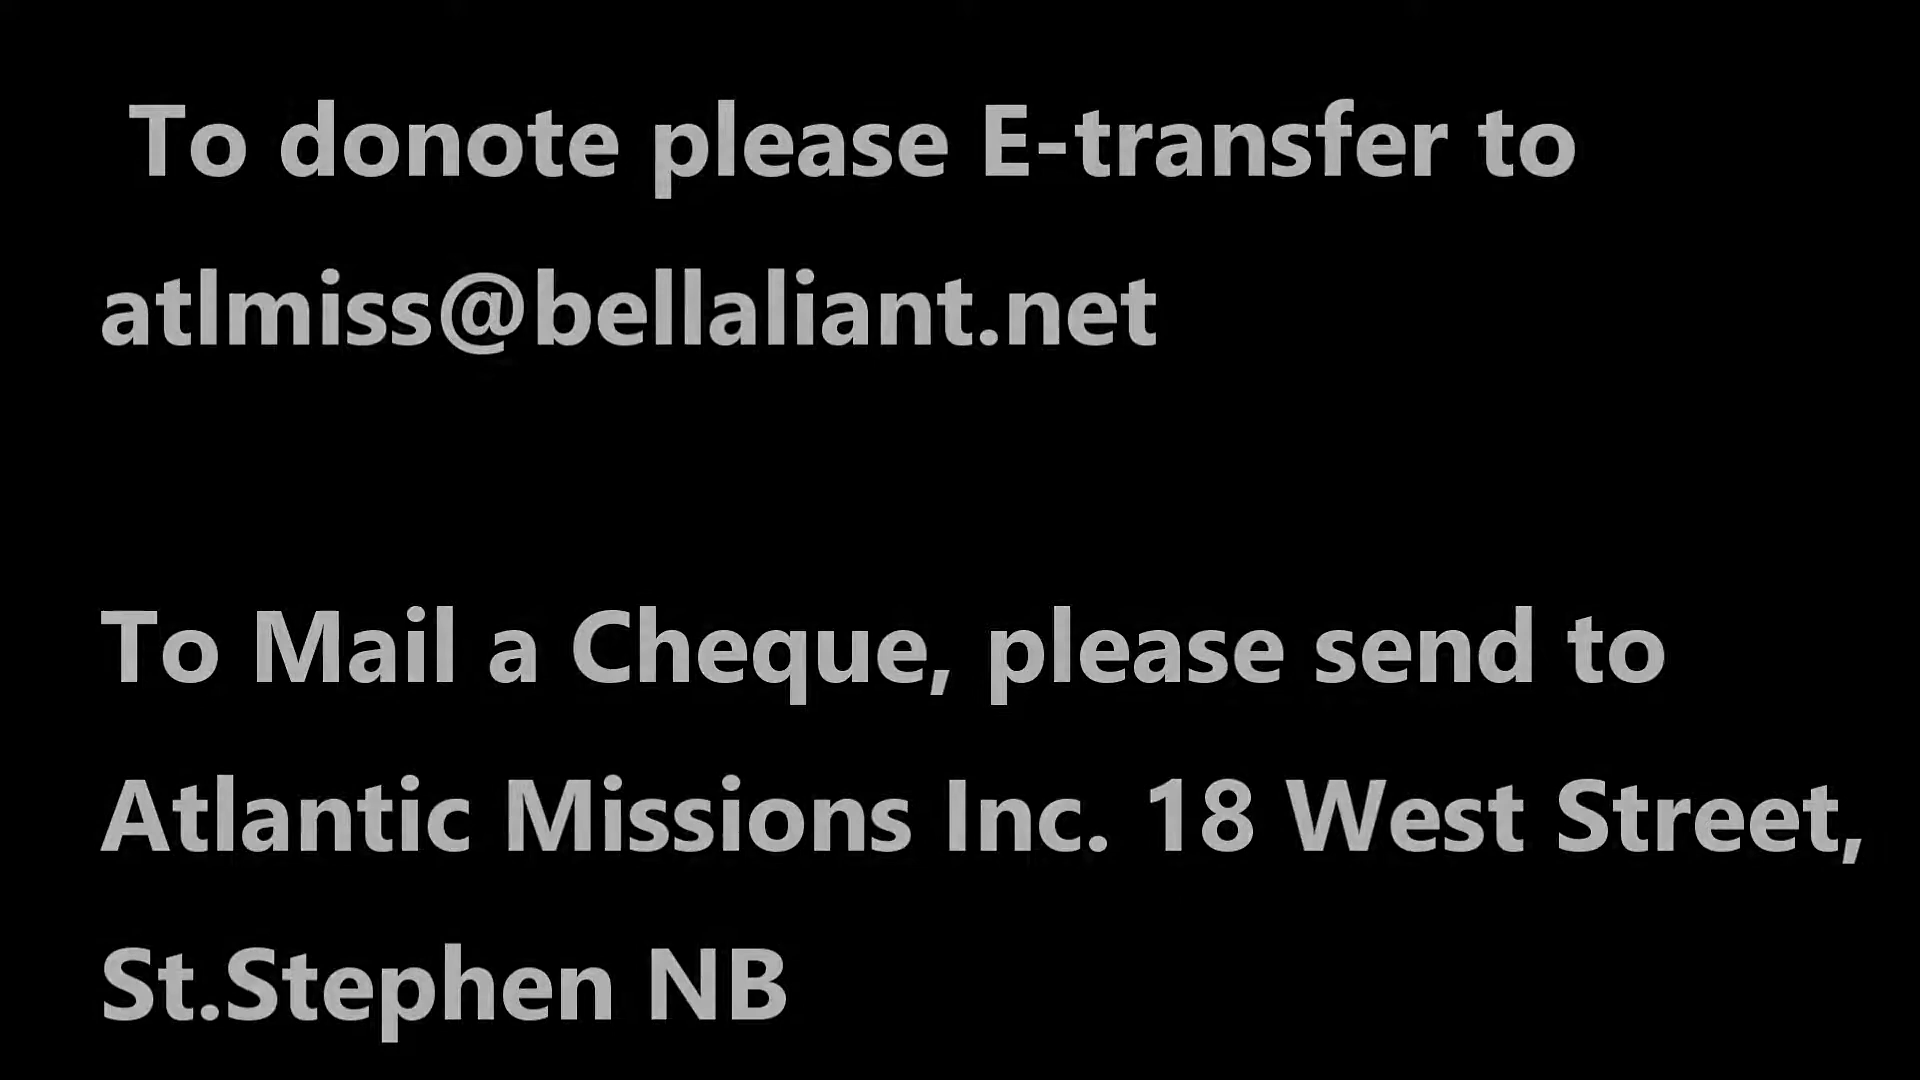 To donote please E-transfer to
atlmiss@bellaliant.net
To Mail a Cheque, please send to
Atlantic Missions Inc. 18 West Street,
St.Stephen NB